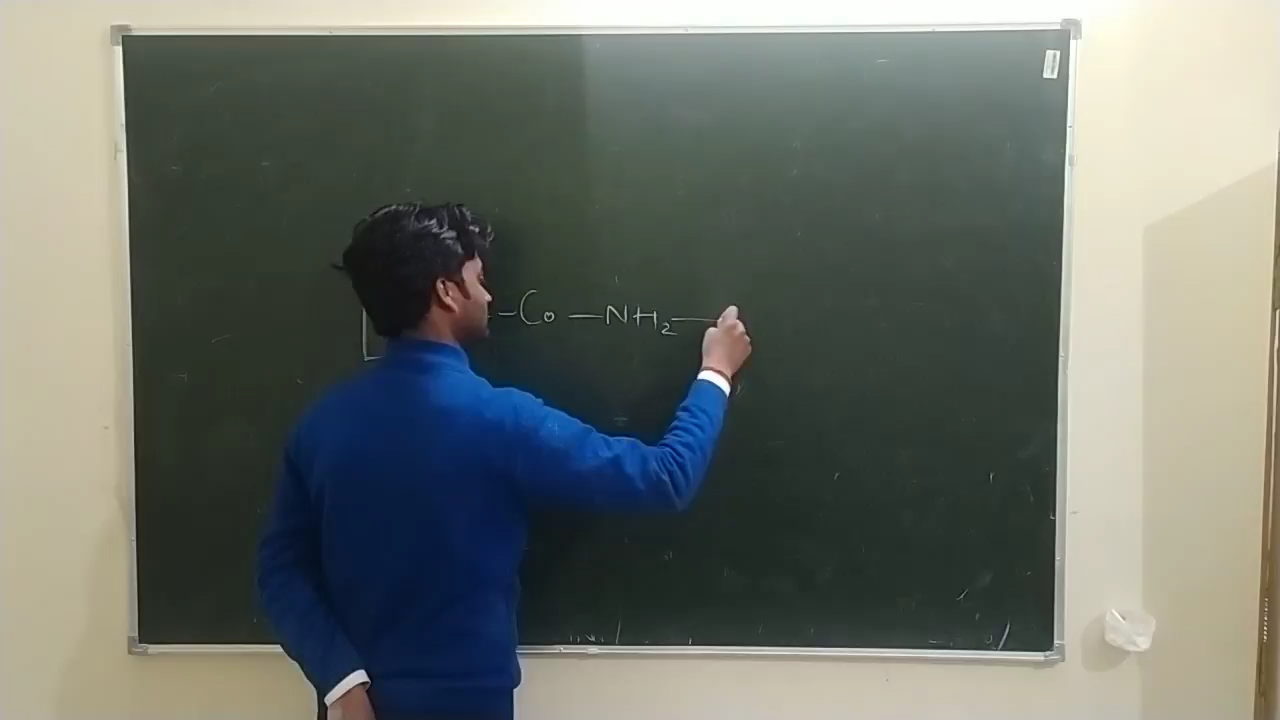 -Co — NH2 —